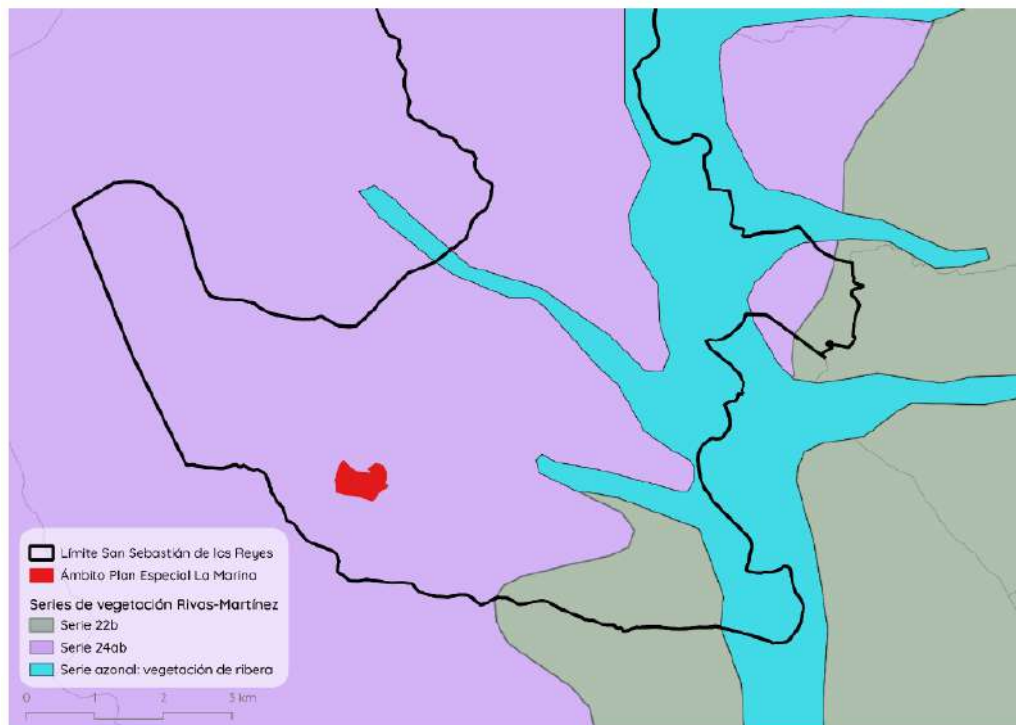 Límite San Sebastián de los Reyes
Ámbito Plan Especial La Marina
Series de vegetación Rivas-Martínez
Serie 22b
Serie 24ab
Serie azonal: vegetación de ribera
0 1 2 3 km